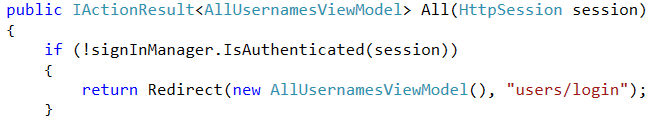 public IActionResult<AllUsernamesViewModel> All(HttpSession session)
{
    if (!signInManager.IsAuthenticated(session))
    {
        return Redirect(new AllUsernamesViewModel(), "users/login");
    }